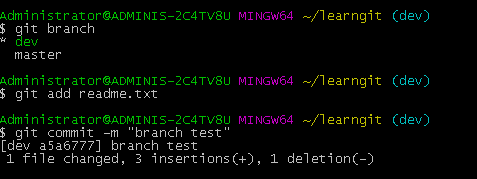 Administrator@ADMINIS-2C4TV8U MINGW64 ~/learngit (dev)
$ git branch
* dev
  master
Administrator@ADMINIS-2C4TV8U MINGW64 ~/learngit (dev)
$ git add readme.txt
Administrator@ADMINIS-2C4TV8U MINGW64 ~/learngit (dev)
$ git commit -m "branch test"
[dev a5a6777] branch test
 1 file changed, 3 insertions(+), 1 deletion(-)